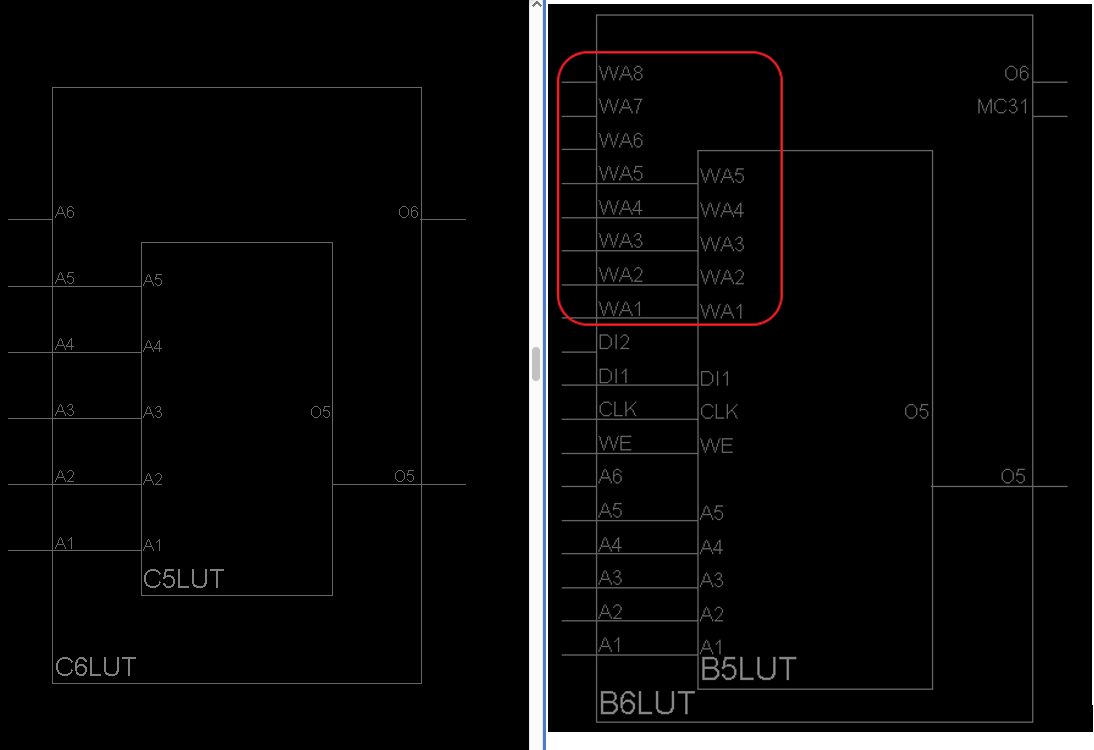 A6
O6
A5
A5
A4
A4
A3
A3
O5
A2
A2
O5
A1
A1
C5LUT
C6LUT
WA8
O6
WA7
MC31
WA6
WA5
WA5
WA4
WA4
WA3
WA3
WA2
WA2
WA1
WA1
DI2
DI1
DI1
CLK
CLK
O5
WE
WE
A6
O5
A5
A5
A4
A4
A3
A3
A2
A2
A1
A1
B5LUT
B6LUT